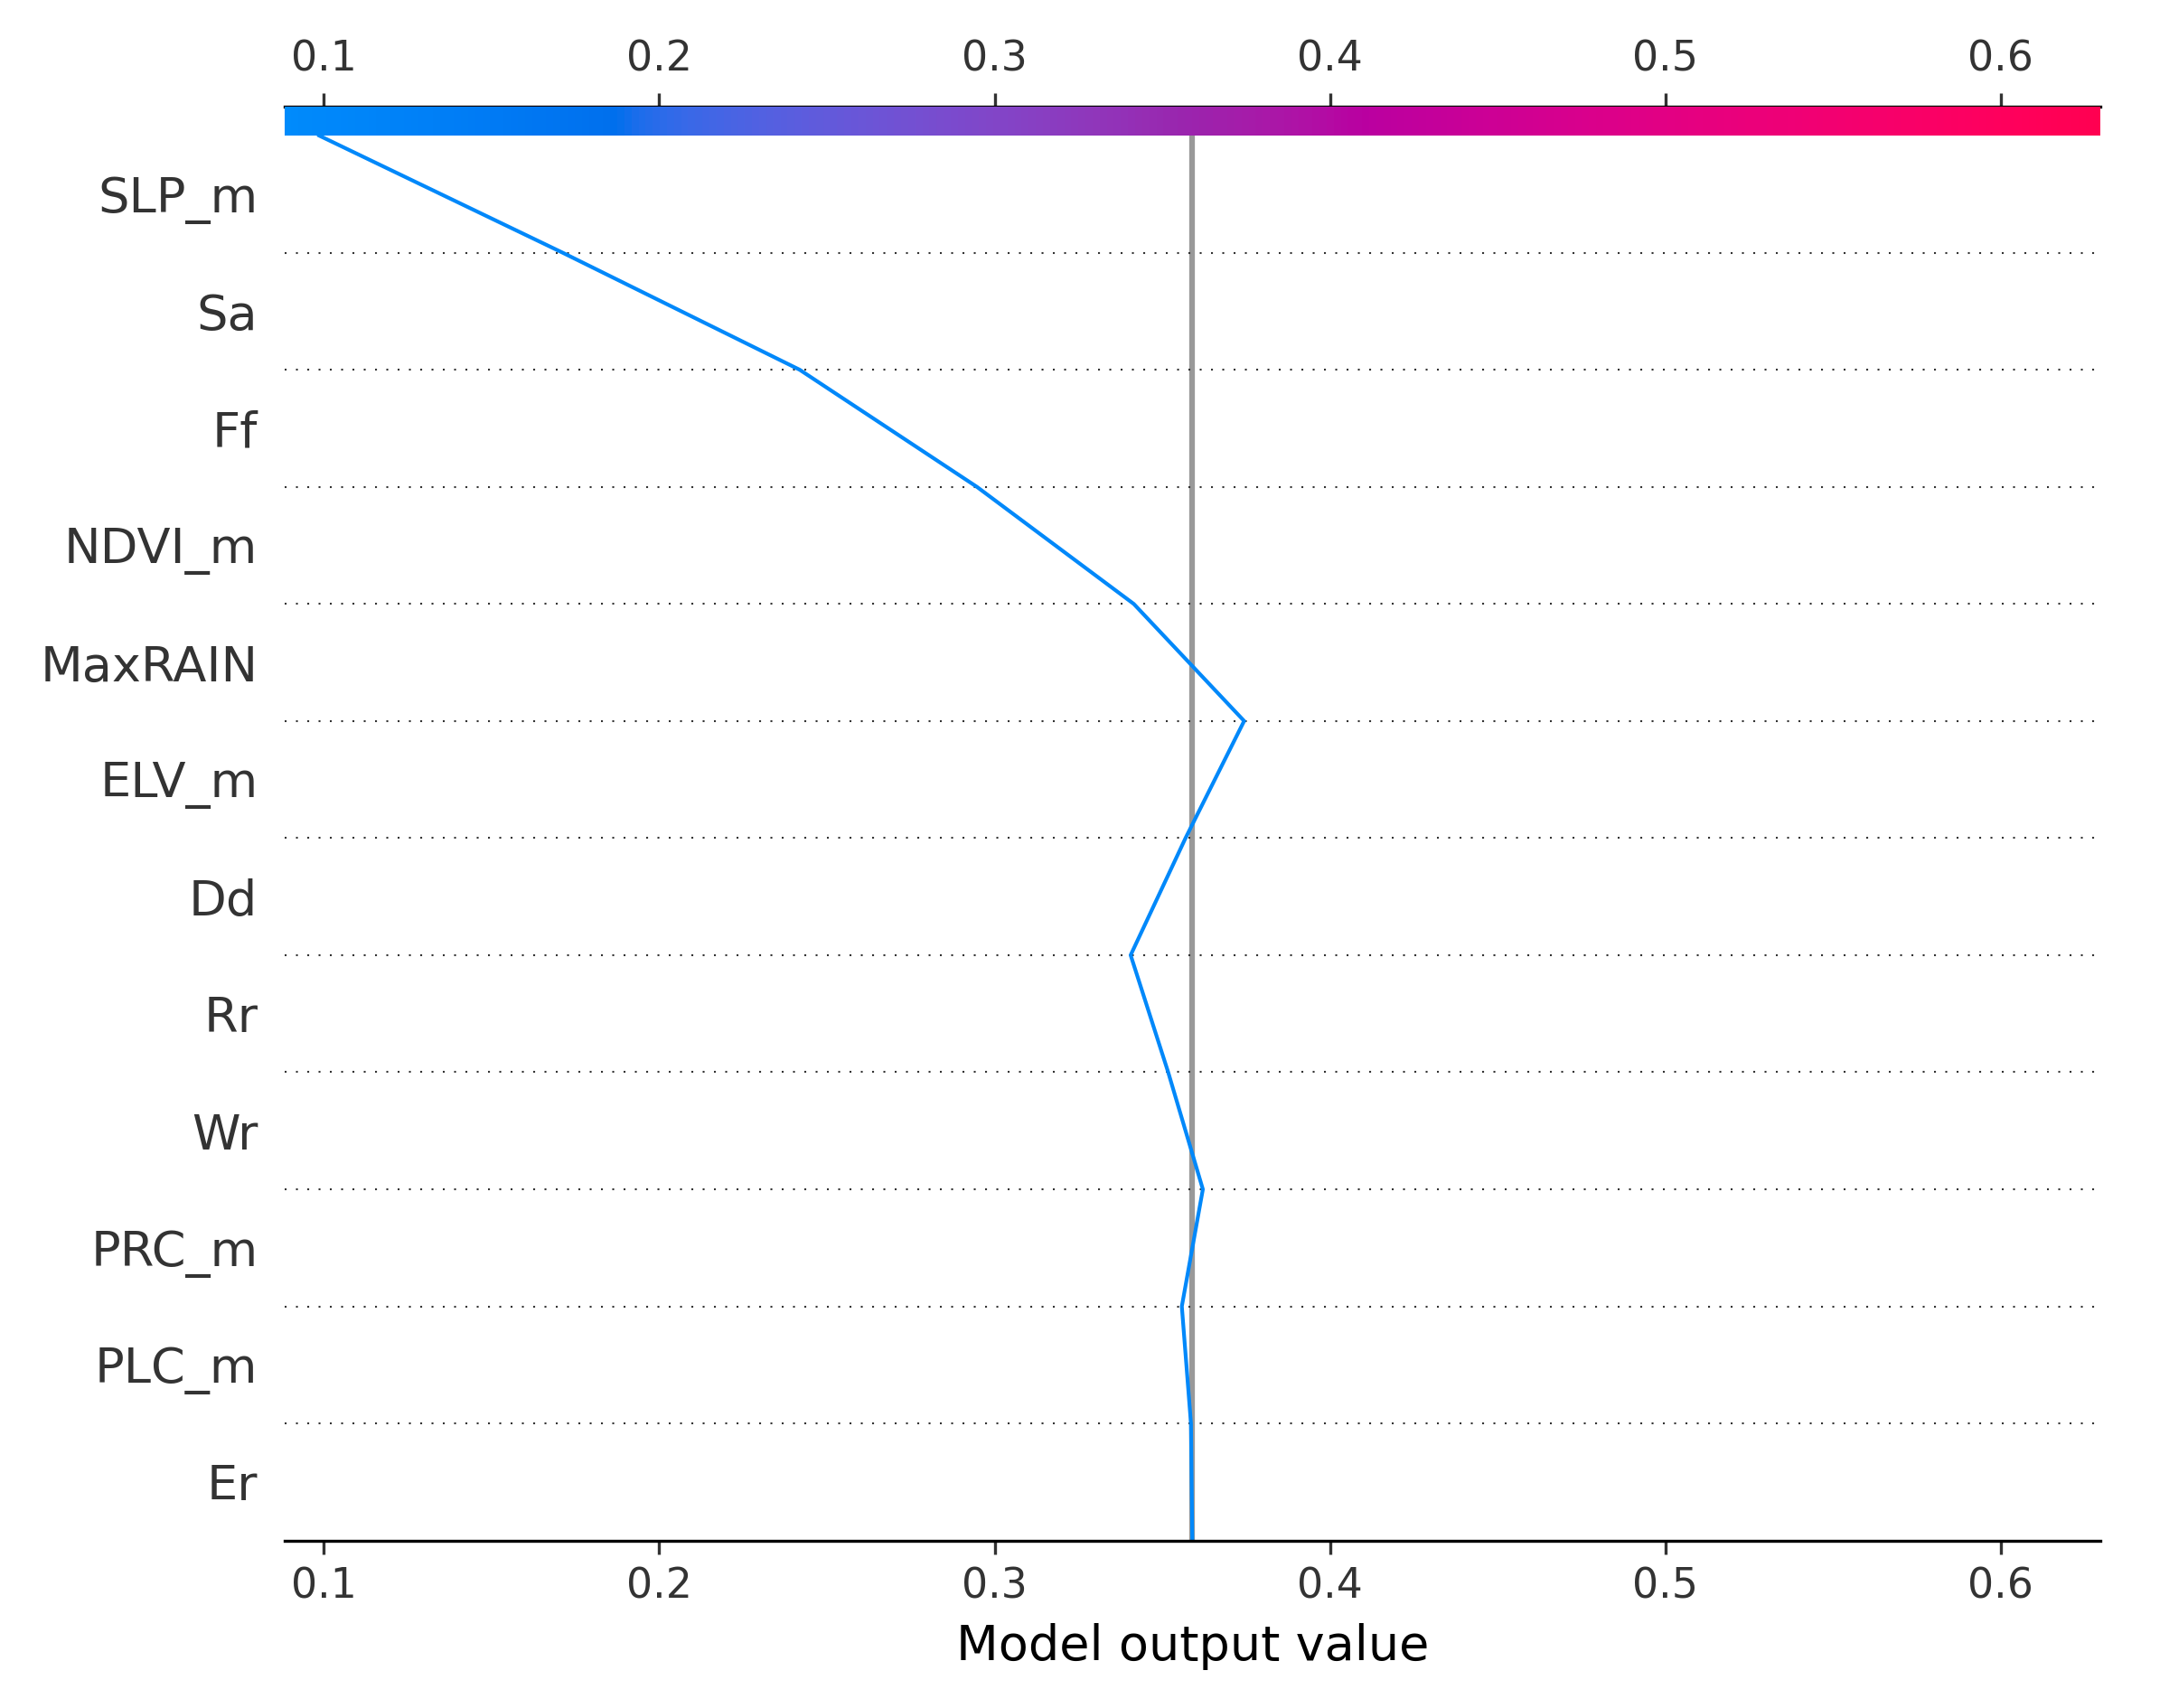 0.1 0.2 0.3 0.4 0.5 0.6
SLP_m
Sa
Ff
NDVI_m
MaxRAIN
ELV_m
Dd
Rr
Wr
PRC_m
PLC_m
Er
0.1 0.2 0.3 0.4 0.5 0.6
Model output value